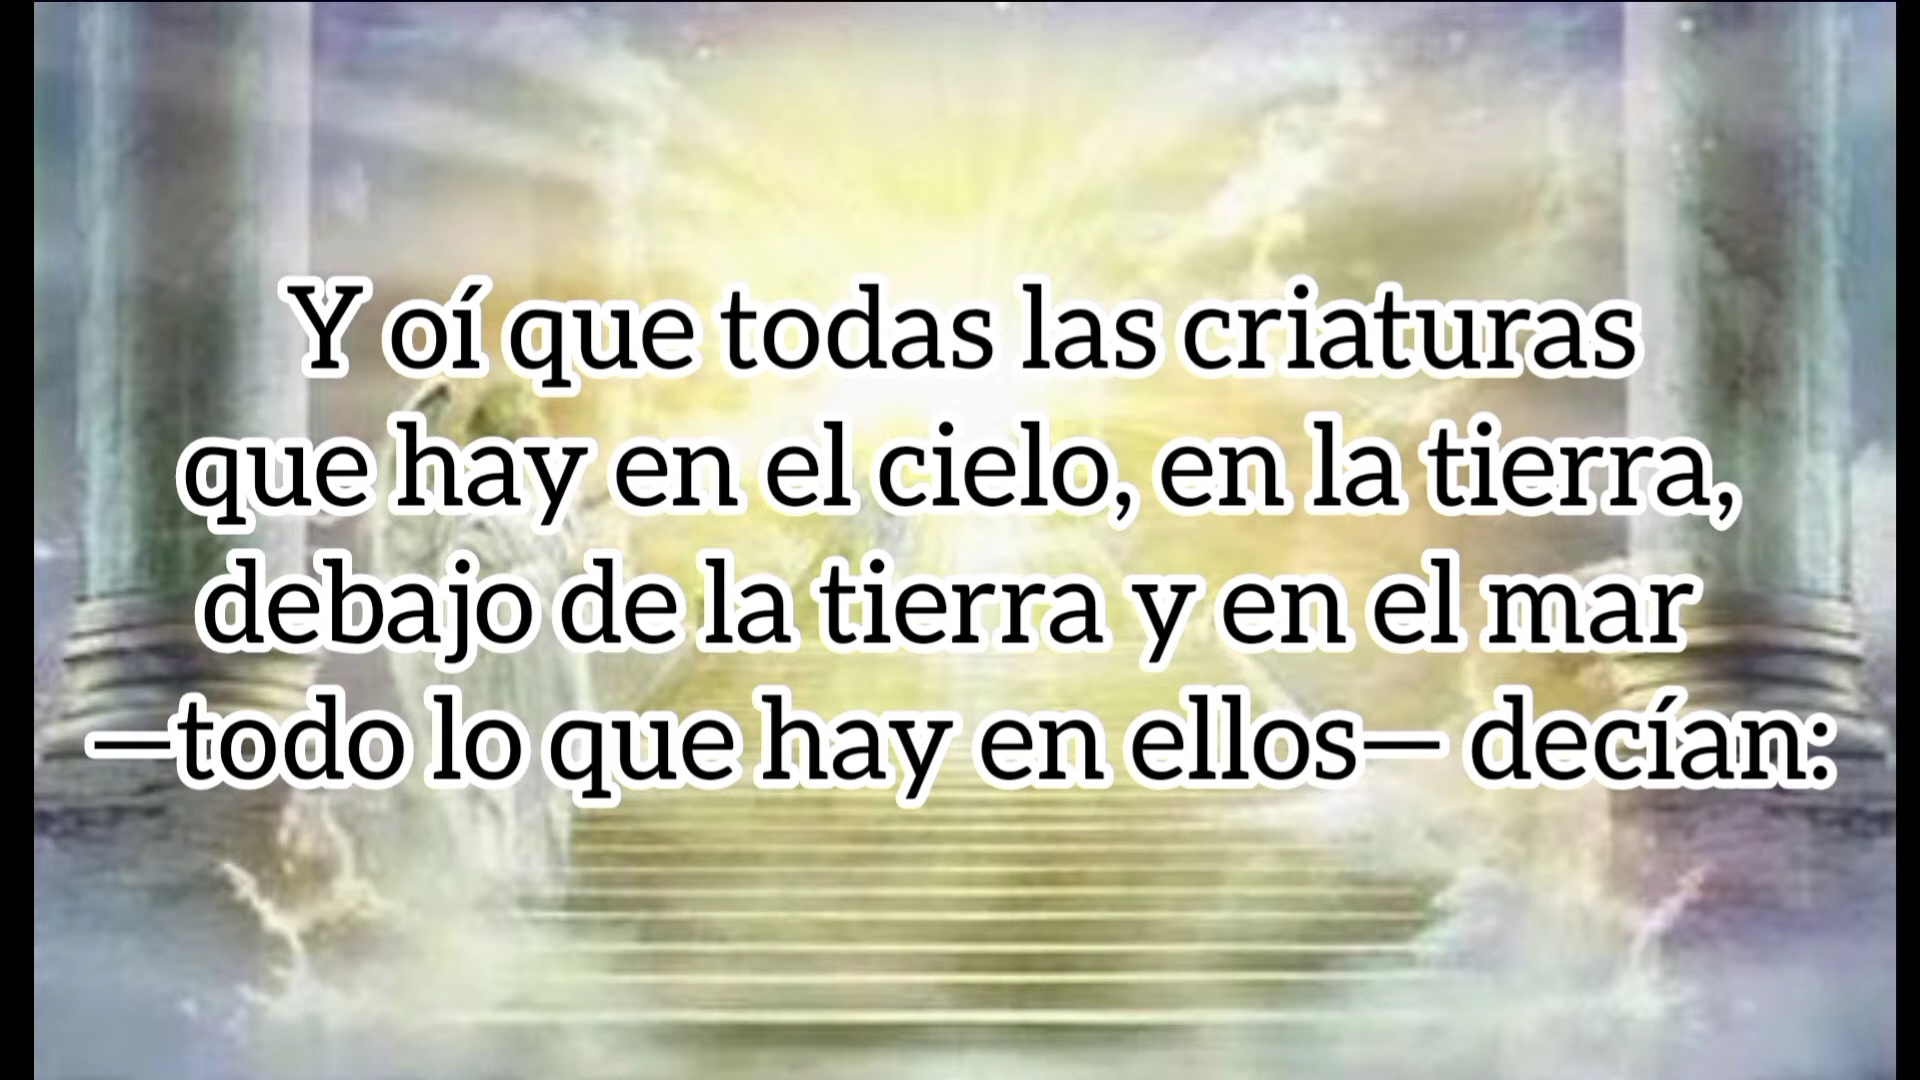 Y oí que todas las criaturas
que hay en el cielo, en la tierra,
debajo de la tierra y en el mar
—todo lo que hay en ellos— decían: